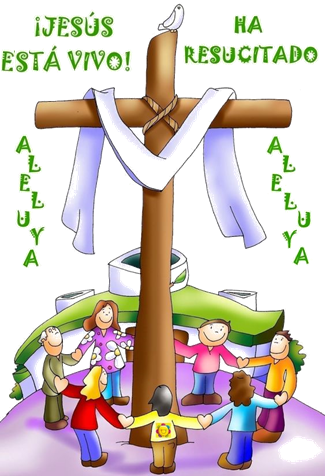 ¡JESÚS
ESTÁ VIVO!
HA
RESUCITADO
ALELUYA
ALELUYA